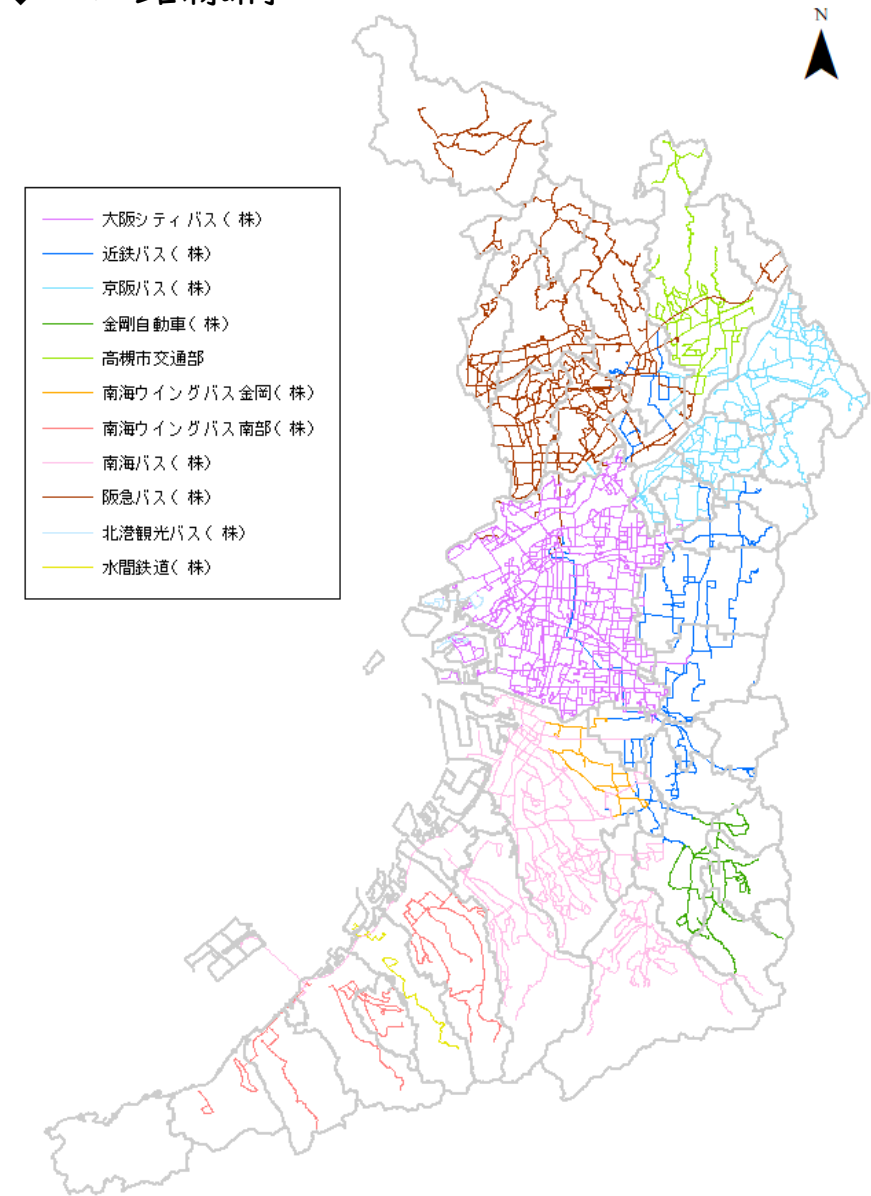 N
大阪シティバス(株)
近鉄バス(株)
京阪バス(株)
金剛自動車(株)
高槻市交通部
南海ウイングバス金岡(株)
南海ウイングバス南部(株)
南海バス(株)
阪急バス(株)
北港観光バス(株)
水間鉄道(株)